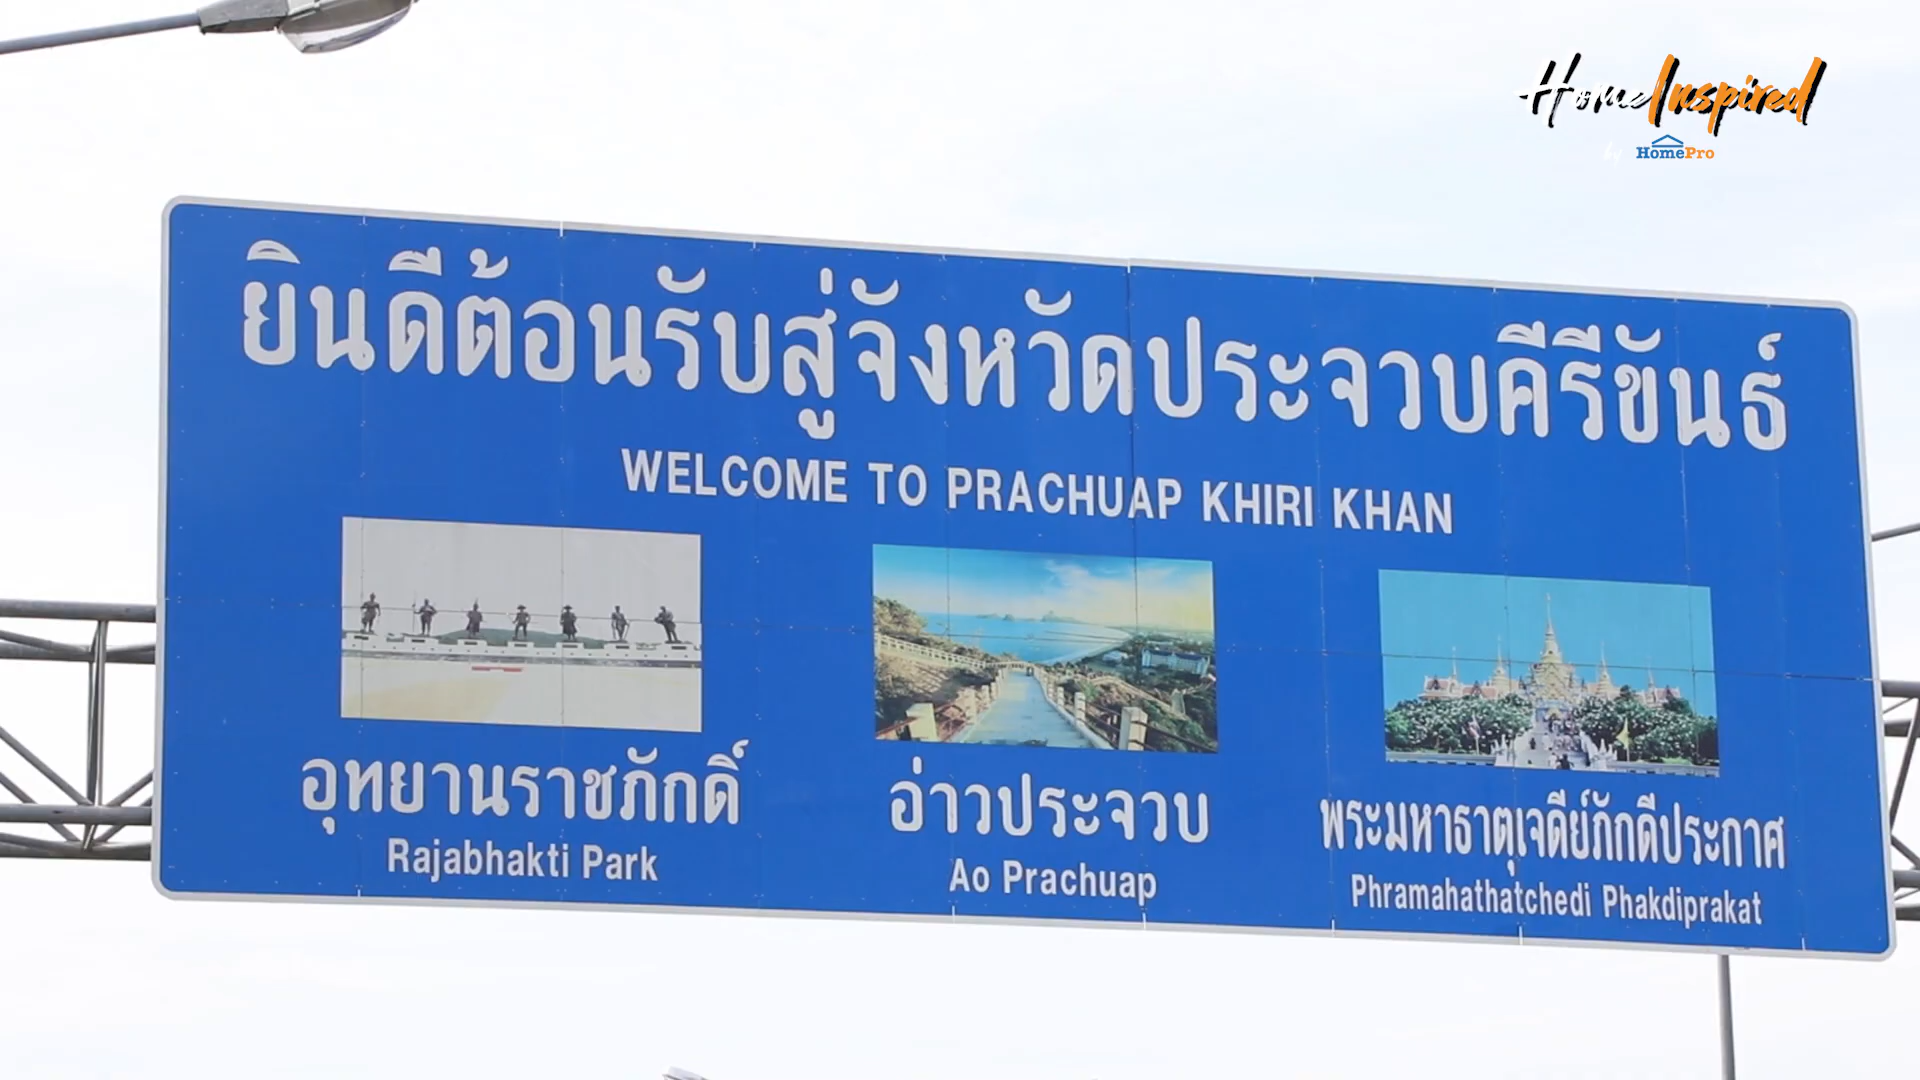 Home Inspired
by HomePro
ยินดีต้อนรับสู่จังหวัดประจวบคีรีขันธ์
WELCOME TO PRACHUAP KHIRI KHAN
อุทยานราชภักดิ์
Rajabhakti Park
อ่าวประจวบ
Ao Prachuap
พระมหาธาตุเจดีย์ภักดีประกาศ
Phramahathatchedi Phakdiprakat